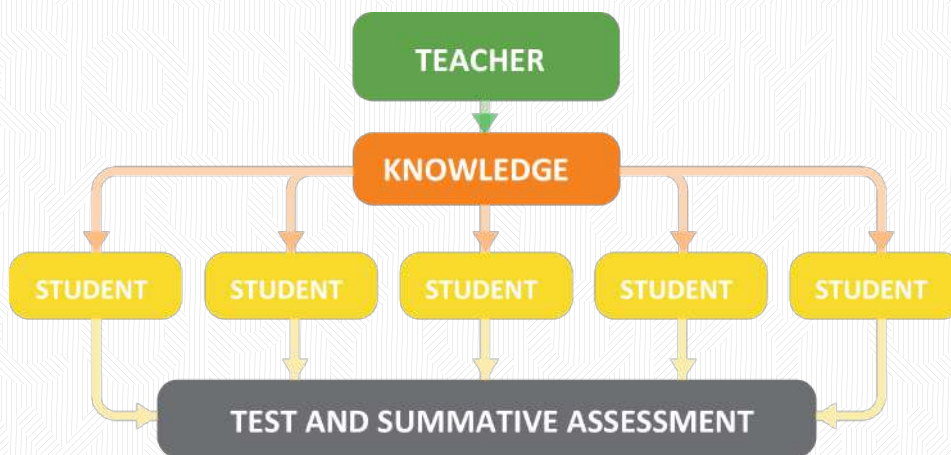 TEACHER
KNOWLEDGE
STUDENT
STUDENT
STUDENT
STUDENT
STUDENT
TEST AND SUMMATIVE ASSESSMENT